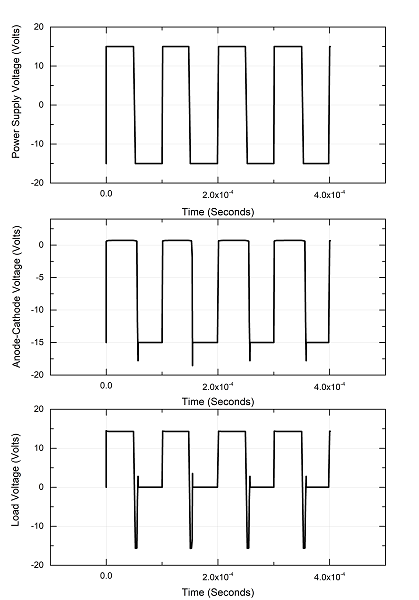 Power Supply Voltage (Volts)
20
10
0
-10
-20
0.0
2.0x10⁻⁴
4.0x10⁻⁴
Time (Seconds)
Anode-Cathode Voltage (Volts)
0
-5
-10
-15
-20
0.0
2.0x10⁻⁴
4.0x10⁻⁴
Time (Seconds)
Load Voltage (Volts)
20
10
0
-10
-20
0.0
2.0x10⁻⁴
4.0x10⁻⁴
Time (Seconds)